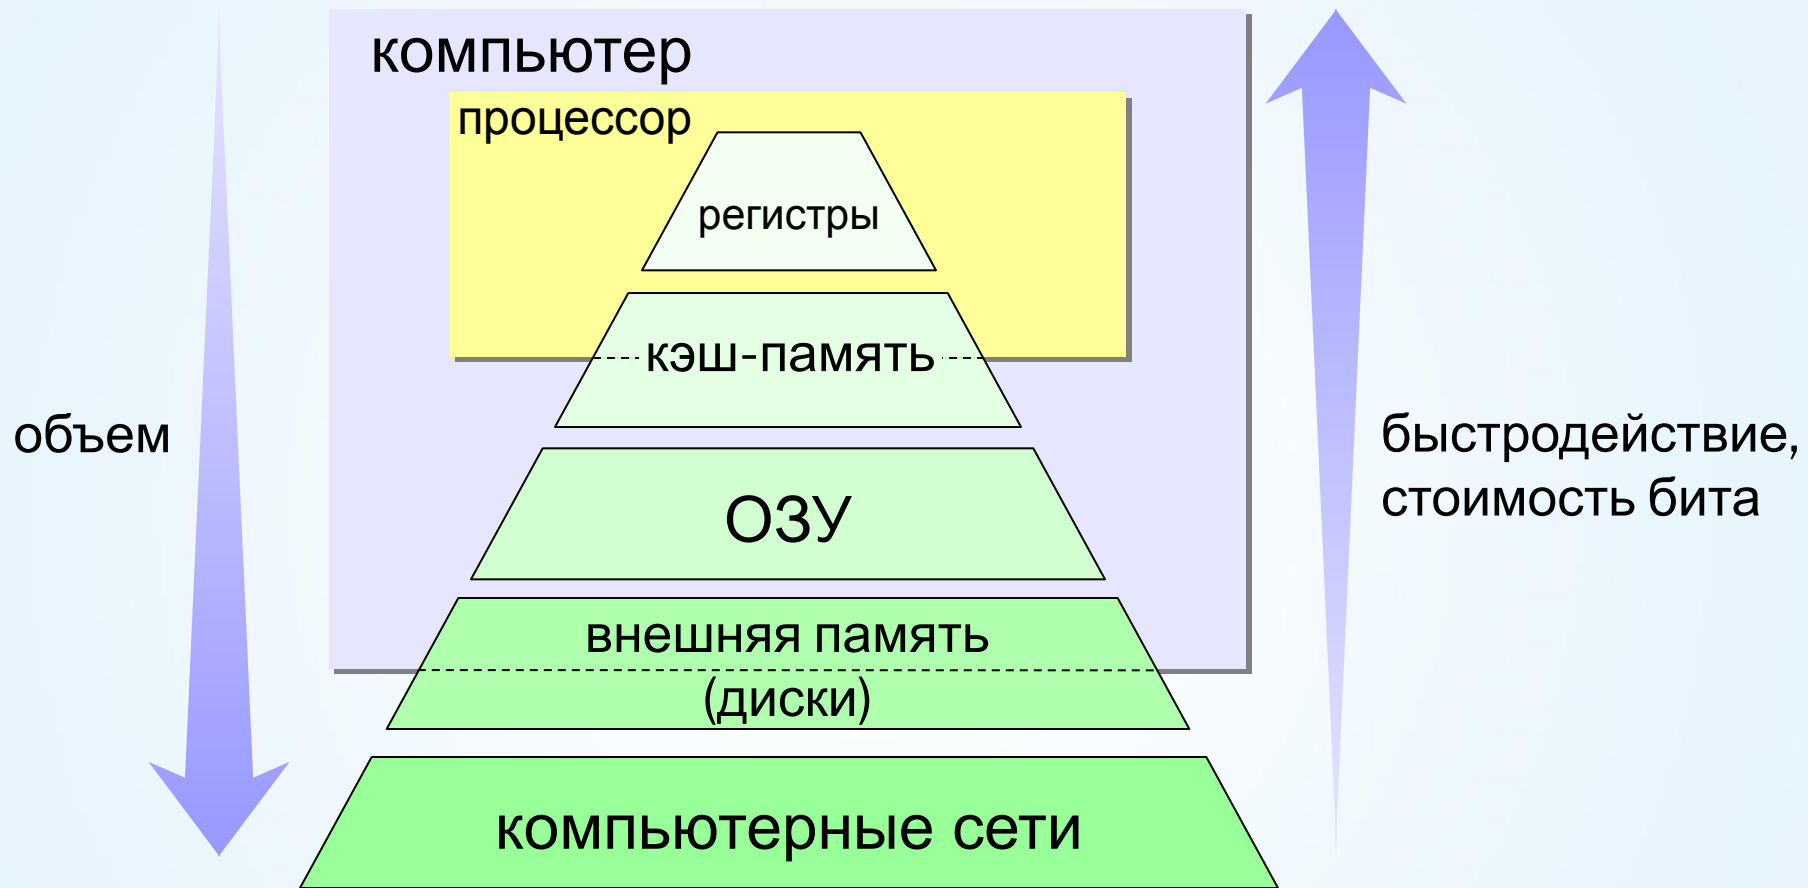 компьютер
процессор
регистры
кэш-память
объем
быстродействие,
стоимость бита
ОЗУ
внешняя память
(диски)
компьютерные сети